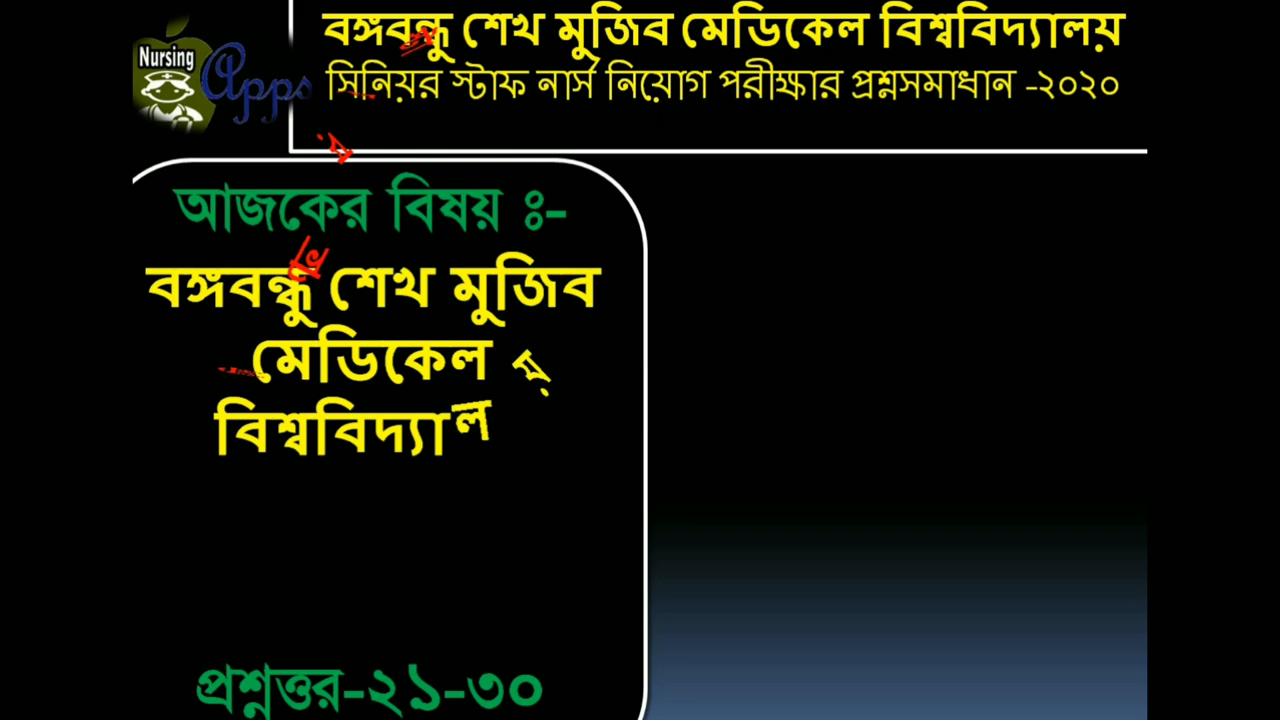 Nursing
Apps
বঙ্গবন্ধু শেখ মুজিব মেডিকেল বিশ্ববিদ্যালয়
সিনিয়র স্টাফ নার্স নিয়োগ পরীক্ষার প্রশ্নসমাধান -২০২০
আজকের বিষয় ঃ-
বঙ্গবন্ধু শেখ মুজিব
মেডিকেল
বিশ্ববিদ্যালয়
প্রশ্নত্তর-২১-৩০